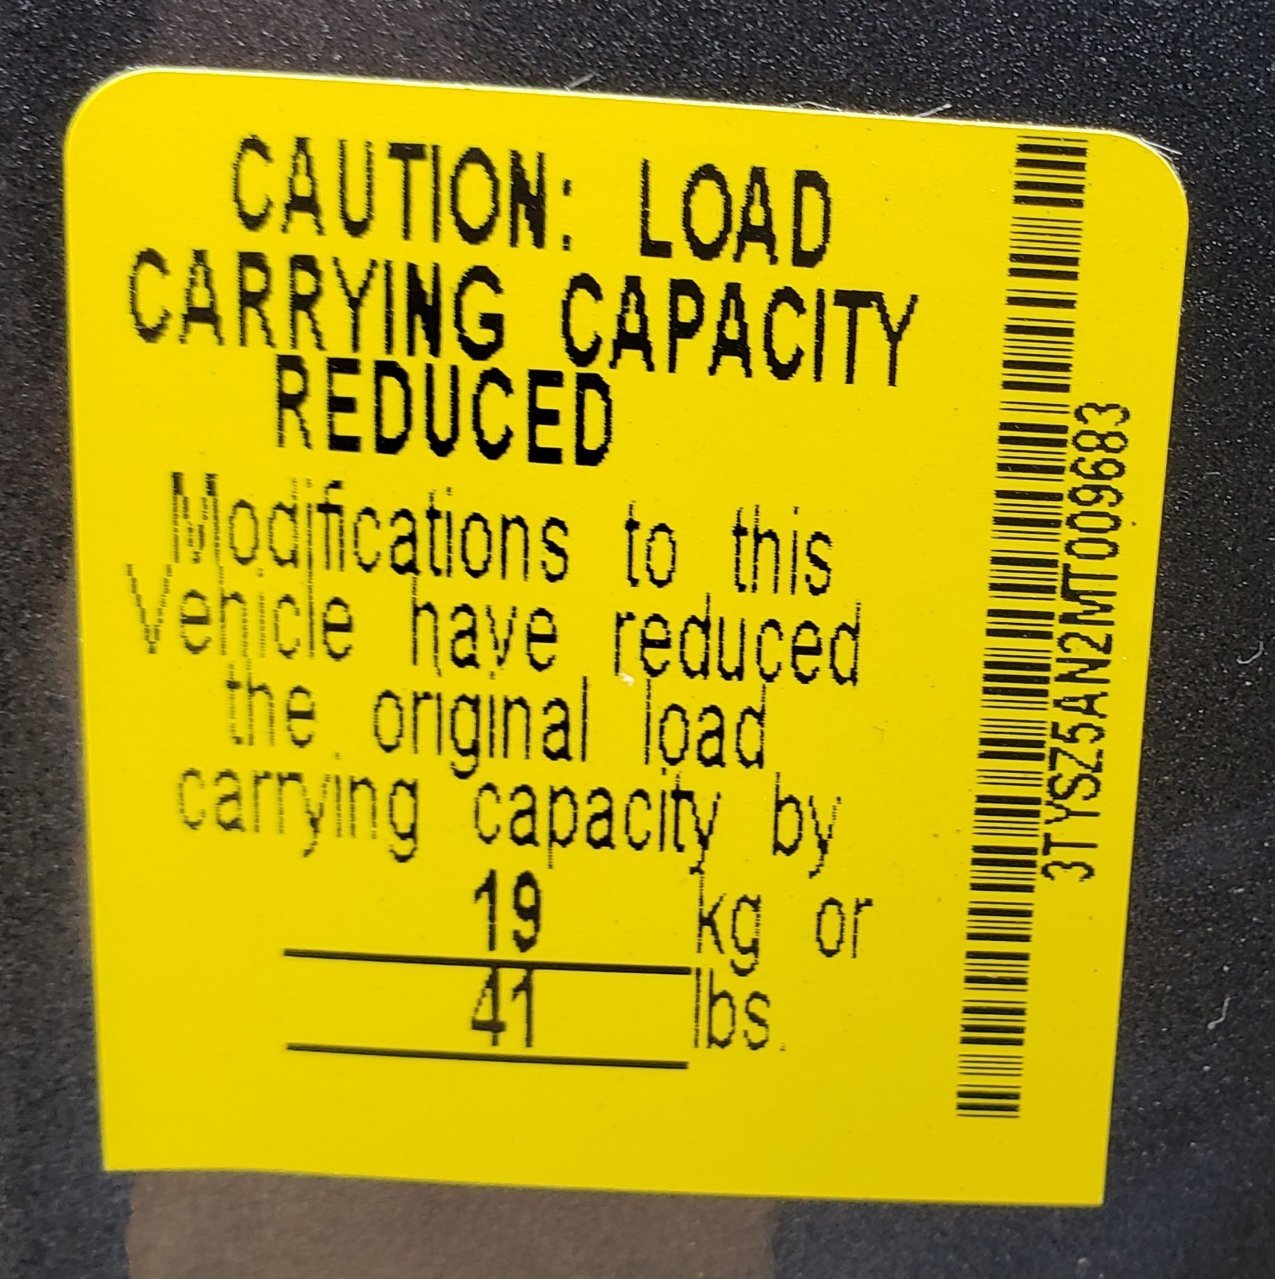 CAUTION: LOAD
CARRYING CAPACITY
REDUCED
Modifications to this
Vehicle have reduced
the original load
carrying capacity by
19 kg or
41 lbs.
3TYSZ5AN2MT009683